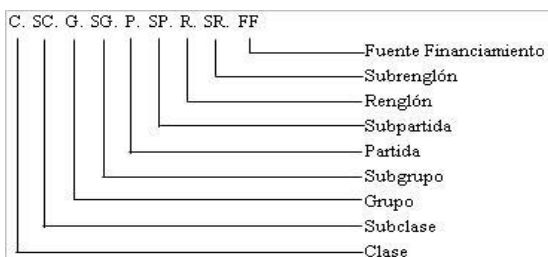 C. SC. G. SG. P. SP. R. SR. FF
Fuente Financiamiento
Subrenglón
Renglón
Subpartida
Partida
Subgrupo
Grupo
Subclase
Clase